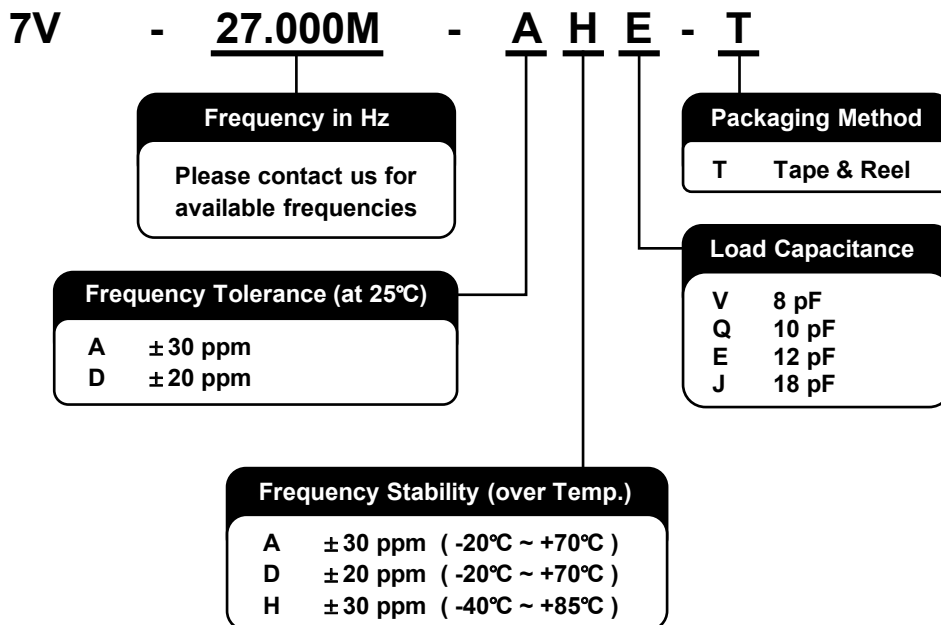 7V - 27.000M - A H E - T
Frequency in Hz
Please contact us for
available frequencies
Packaging Method
T Tape & Reel
Load Capacitance
V 8 pF
Q 10 pF
E 12 pF
J 18 pF
Frequency Tolerance (at 25℃)
A ±30 ppm
D ±20 ppm
Frequency Stability (over Temp.)
A ±30 ppm ( -20℃ ~ +70℃ )
D ±20 ppm ( -20℃ ~ +70℃ )
H ±30 ppm ( -40℃ ~ +85℃ )